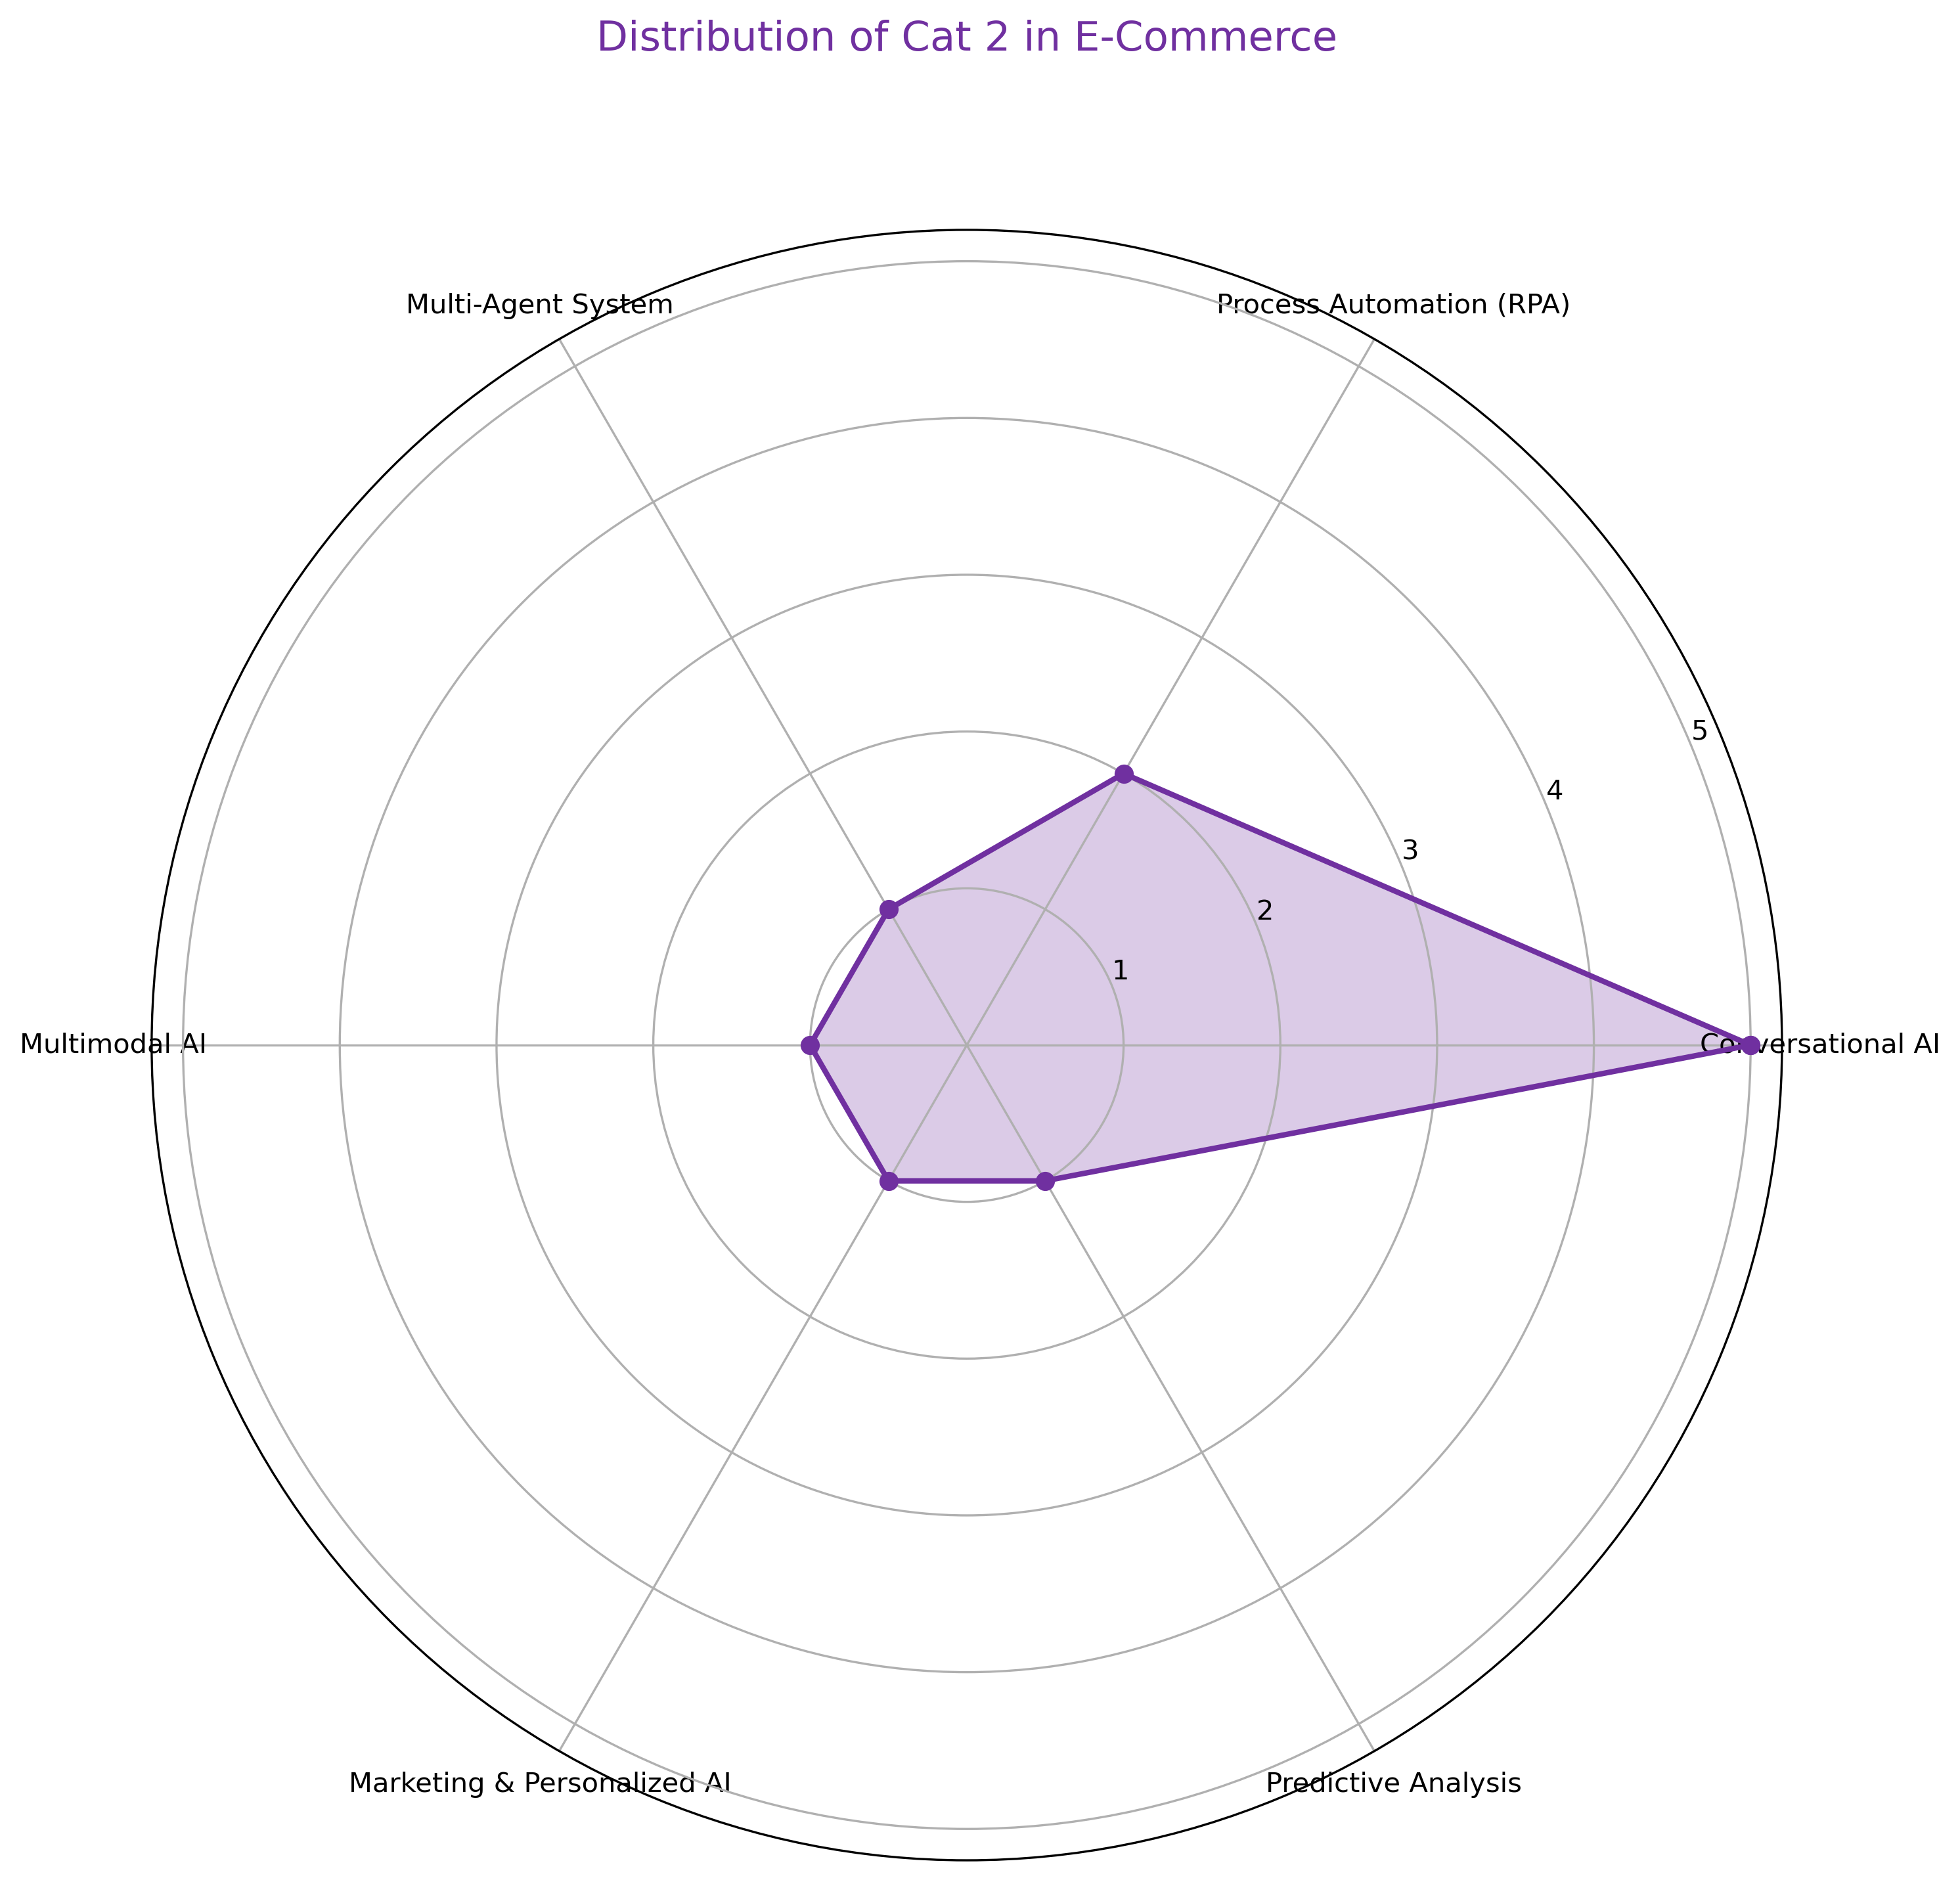 Distribution of Cat 2 in E-Commerce
Multi-Agent System
Process Automation (RPA)
5
4
3
2
1
Multimodal AI
Conversational AI
Marketing & Personalized AI
Predictive Analysis